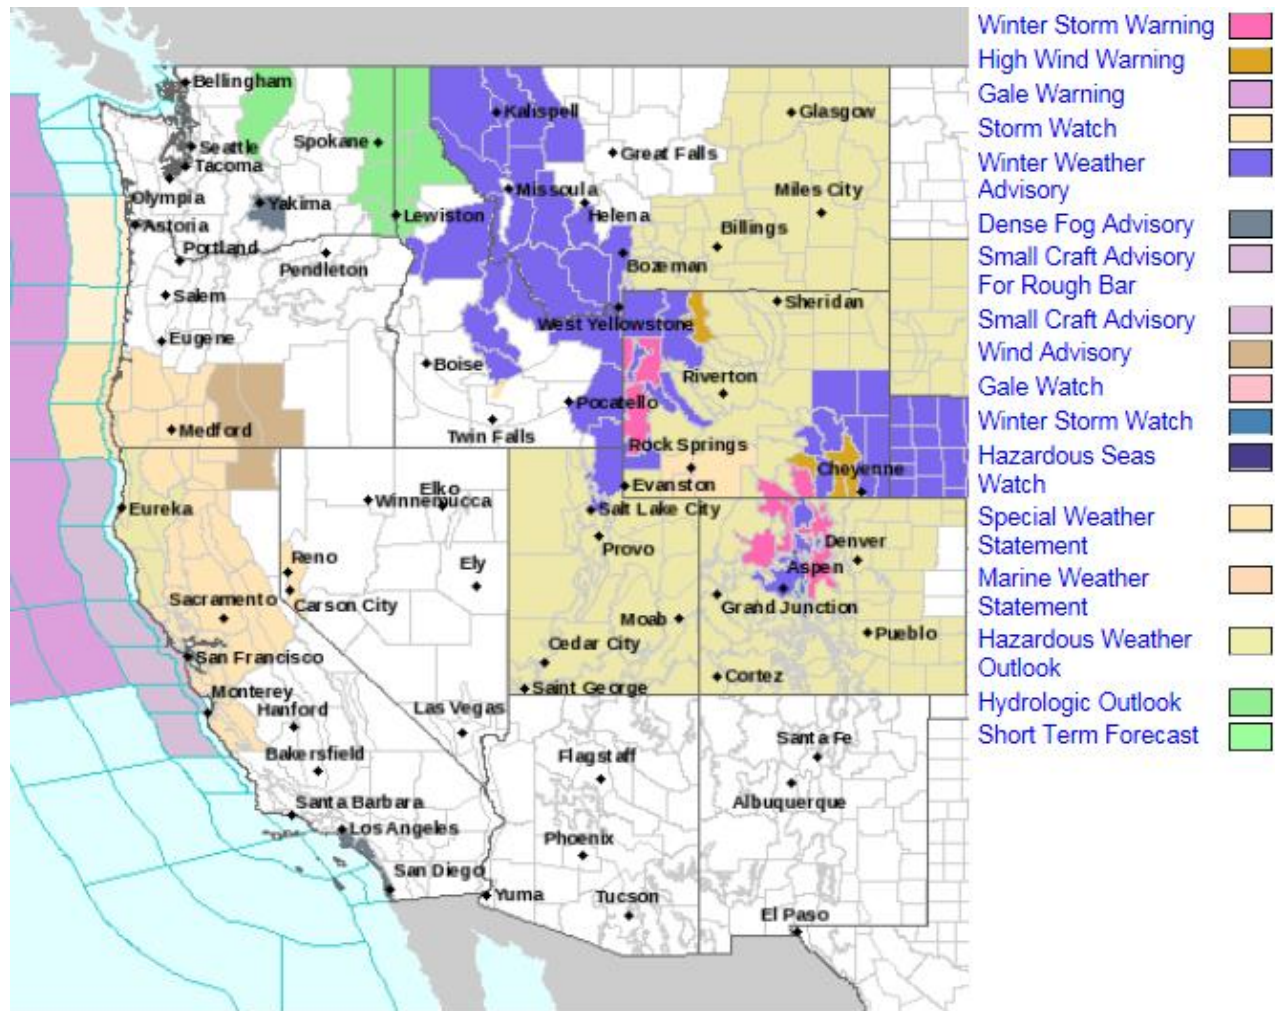 Winter Storm Warning
High Wind Warning
Gale Warning
Storm Watch
Winter Weather
Advisory
Dense Fog Advisory
Small Craft Advisory
For Rough Bar
Small Craft Advisory
Wind Advisory
Gale Watch
Winter Storm Watch
Hazardous Seas
Watch
Special Weather
Statement
Marine Weather
Statement
Hazardous Weather
Outlook
Hydrologic Outlook
Short Term Forecast
Bellingham
Kalispell
Glasgow
Seattle
Spokane
Great Falls
Tacoma
Olympia
Yakima
Missoula
Miles City
Lewiston
Helena
Astoria
Billings
Portland
Pendleton
Bozeman
Salem
Sheridan
West Yellowstone
Eugene
Boise
Riverton
Pocatello
Medford
Twin Falls
Rock Springs
Cheyenne
Evanston
Elko
Winnemucca
Eureka
Salt Lake City
Provo
Denver
Reno
Ely
Aspen
Sacramento
Carson City
Grand Junction
Moab
Pueblo
Cedar City
San Francisco
Cortez
Saint George
Monterey
Hanford
Las Vegas
Bakersfield
Flagstaff
Santa Fe
Santa Barbara
Albuquerque
Los Angeles
Phoenix
San Diego
Yuma
Tucson
El Paso